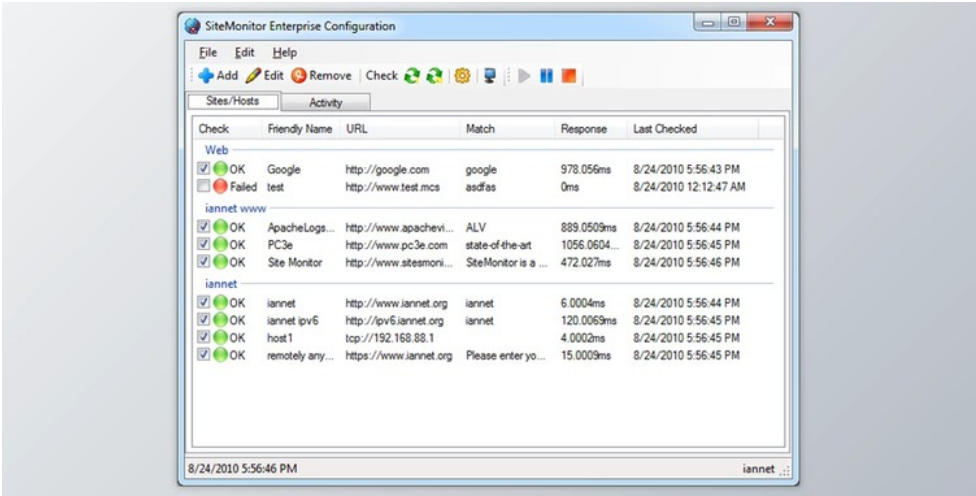 SiteMonitor Enterprise Configuration
File Edit Help
Add Edit Remove Check
Sites/Hosts Activity
Check Friendly Name URL Match Response Last Checked
Web
OK Google http://google.com google 978.056ms 8/24/2010 5:56:43 PM
Failed test http://www.test.mcs asdfas 0ms 8/24/2010 12:12:47 AM
iannet www
OK ApacheLogs... http://www.apachevi... ALV 889.0509ms 8/24/2010 5:56:44 PM
OK PC3e http://www.pc3e.com state-of-the-art 1056.0604... 8/24/2010 5:56:45 PM
OK Site Monitor http://www.sitesmoni... SiteMonitor is a ... 472.027ms 8/24/2010 5:56:46 PM
iannet
OK iannet http://www.iannet.org iannet 6.0004ms 8/24/2010 5:56:44 PM
OK iannet ipv6 http://ipv6.iannet.org iannet 120.0069ms 8/24/2010 5:56:45 PM
OK host1 tcp://192.168.88.1 4.0002ms 8/24/2010 5:56:45 PM
OK remotely any... https://www.iannet.org Please enter yo... 15.0009ms 8/24/2010 5:56:45 PM
8/24/2010 5:56:46 PM iannet